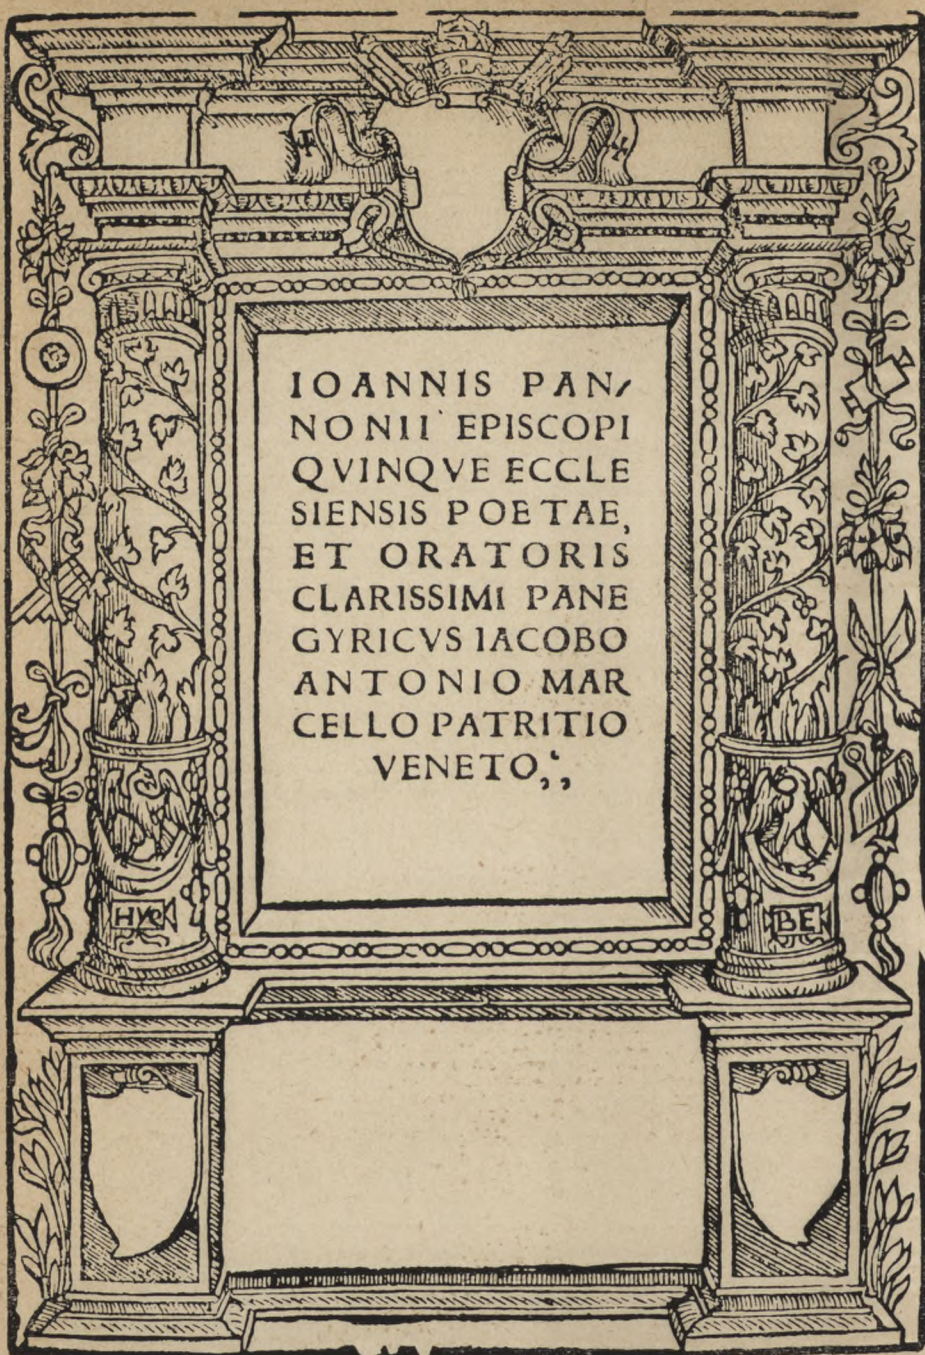 IOANNIS PAN/
NONII EPISCOPI
QVINQVE ECCLE
SIENSIS POETAE,
ET ORATORIS
CLARISSIMI PANE
GYRICVS IACOBO
ANTONIO MAR
CELLO PATRITIO
VENETO,
BE